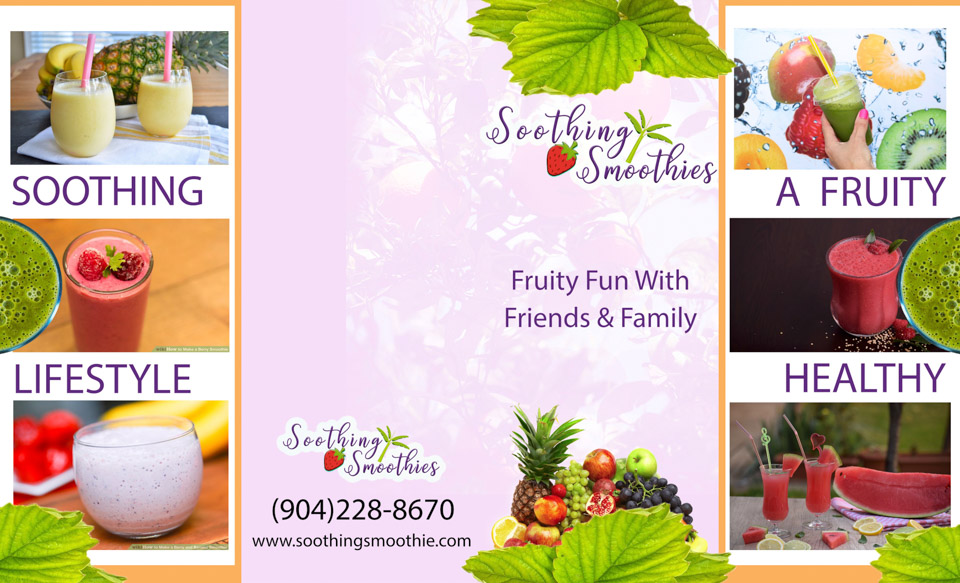 SOOTHING
LIFESTYLE
Soothing
Smoothies
(904)228-8670
www.soothingsmoothie.com
Soothing
Smoothies
Fruity Fun With
Friends & Family
A FRUITY
HEALTHY